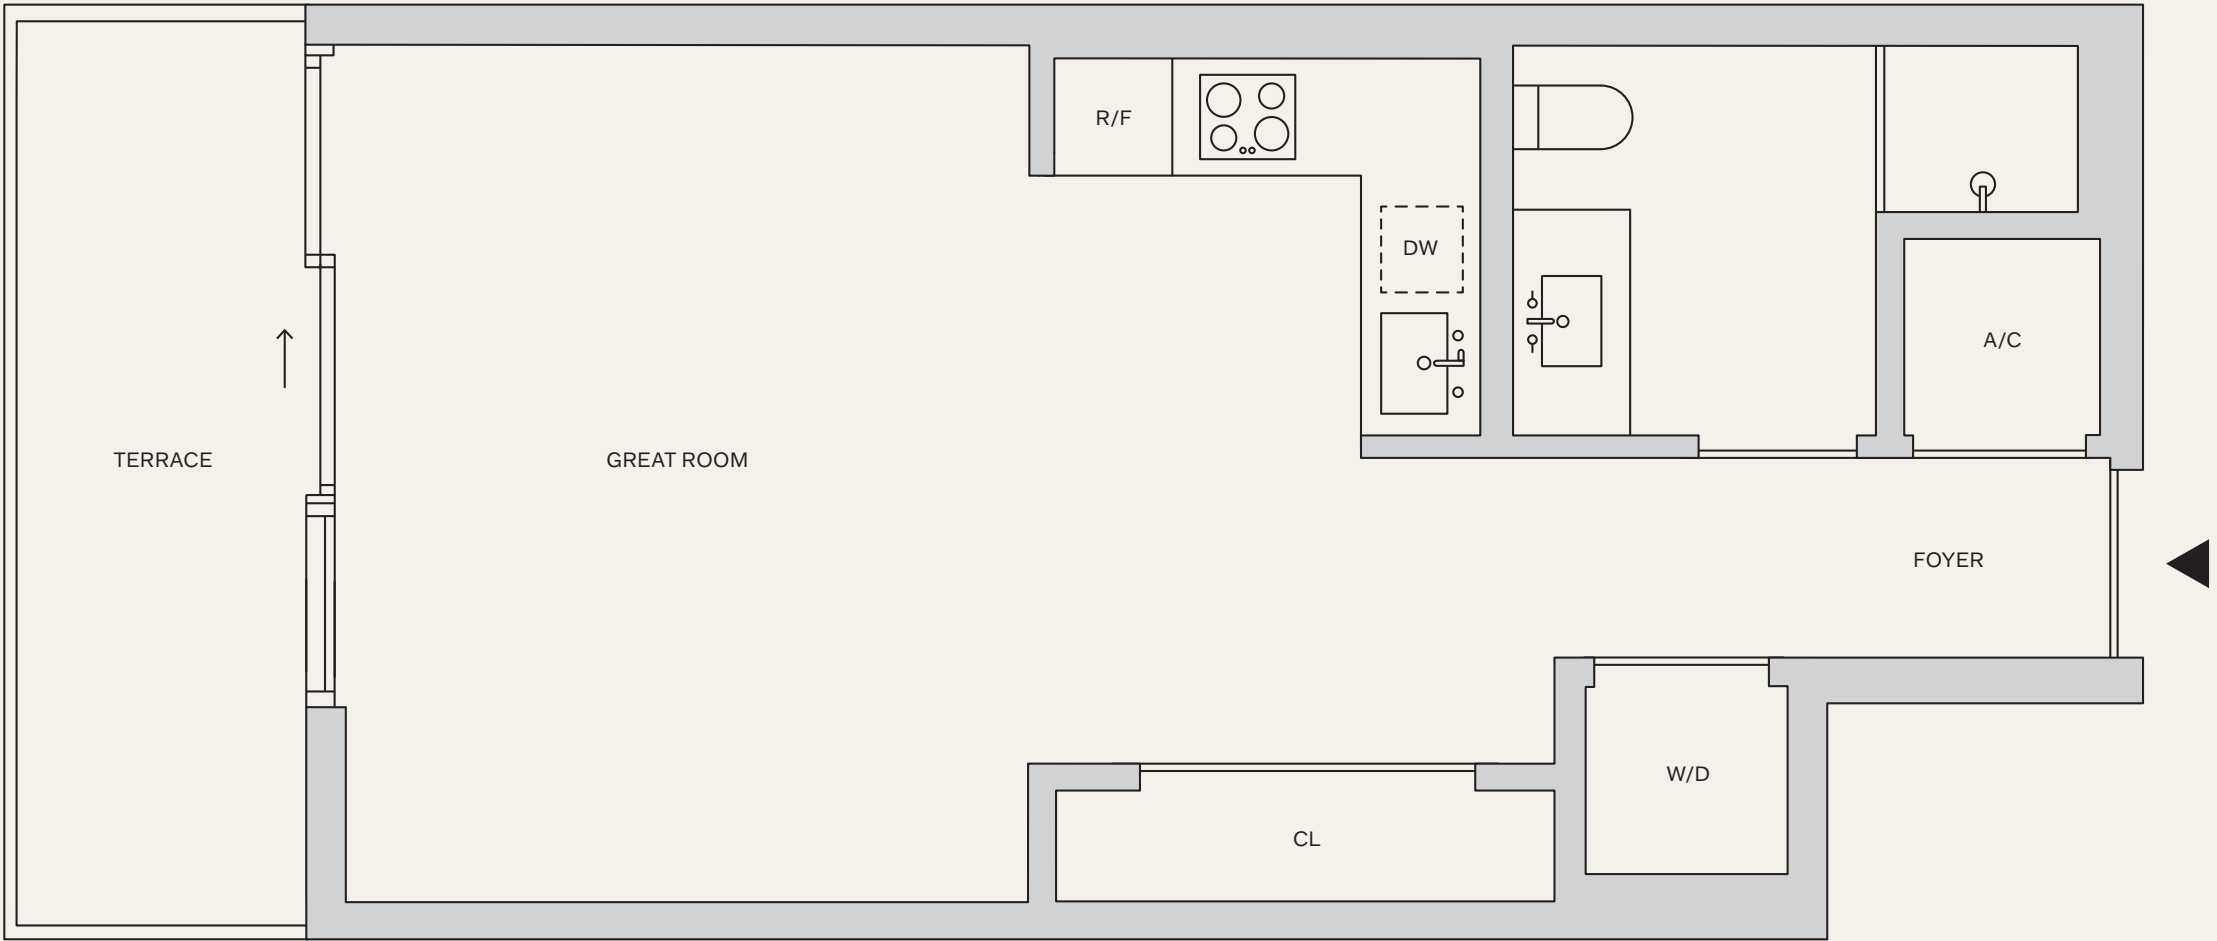 R/F
DW
A/C
TERRACE
GREAT ROOM
FOYER
W/D
CL